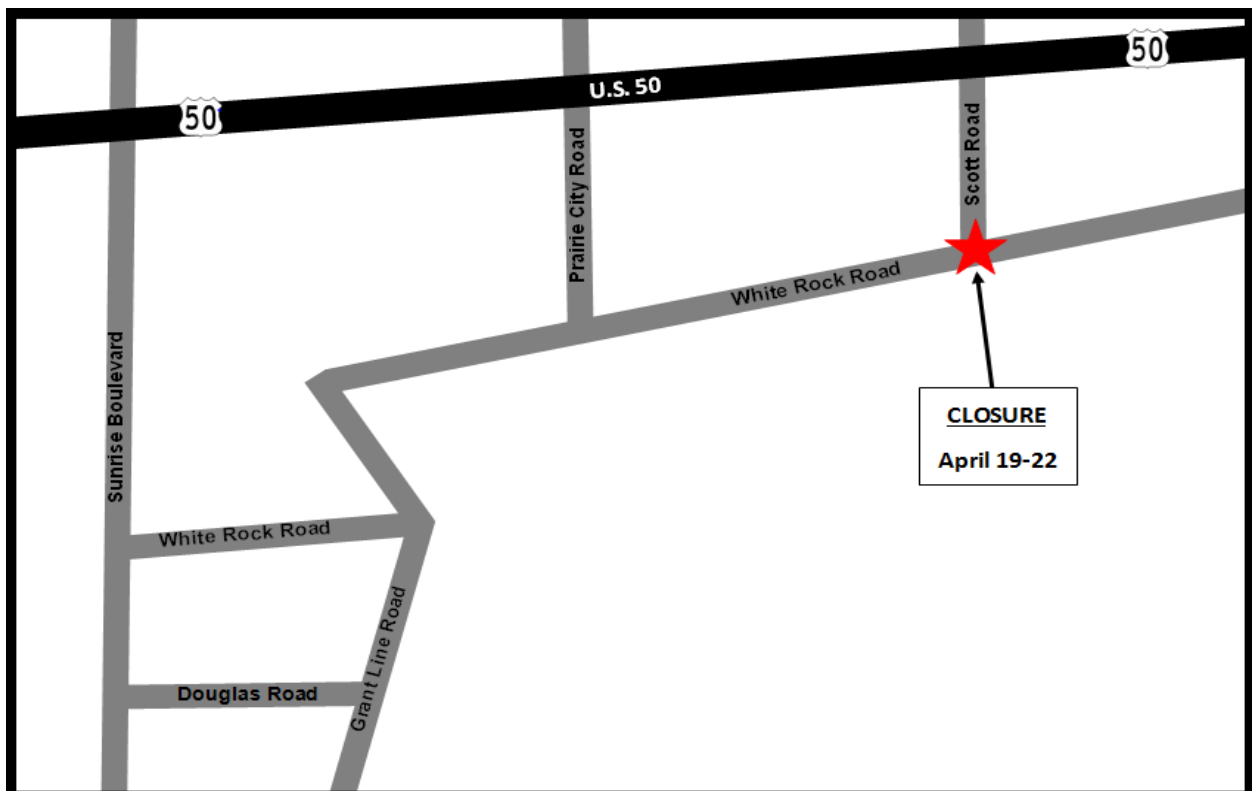 50
U.S. 50
50
Scott Road
Prairie City Road
White Rock Road
Sunrise Boulevard
CLOSURE
April 19-22
White Rock Road
Grant Line Road
Douglas Road